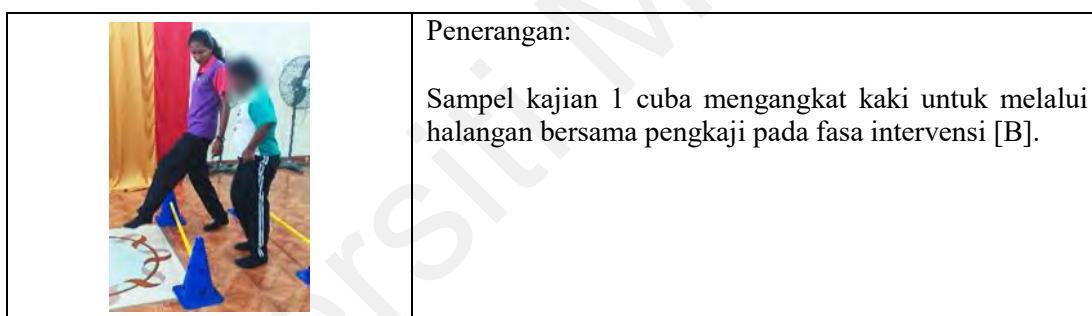 Penerangan:
Sampel kajian 1 cuba mengangkat kaki untuk melalui
halangan bersama pengkaji pada fasa intervensi [B].